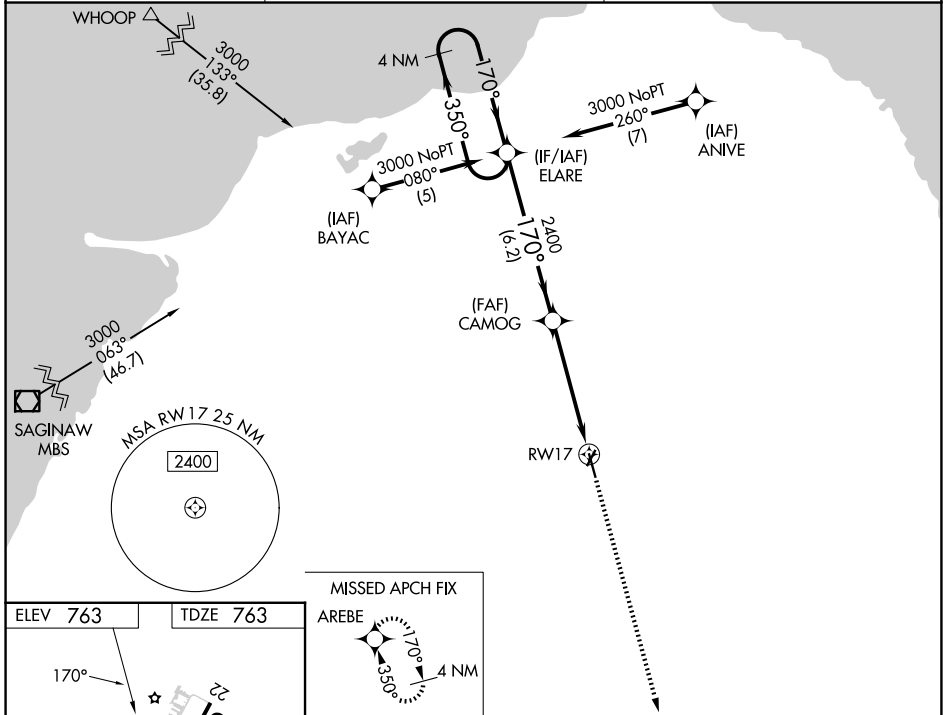 WHOOP
3000
133°
(35.8)
4 NM
170°
350°
3000 NoPT
260°
(7)
(IAF)
ANIVE
(IF/IAF)
ELARE
3000 NoPT
080°
(5)
(IAF)
BAYAC
2400
170°
(6.2)
(FAF)
CAMOG
3000
063°
(46.7)
SAGINAW
MBS
MSA RW17 25 NM
2400
RW17
MISSED APCH FIX
AREBE
170°
350°
4 NM
ELEV 763
TDZE 763
170°
22